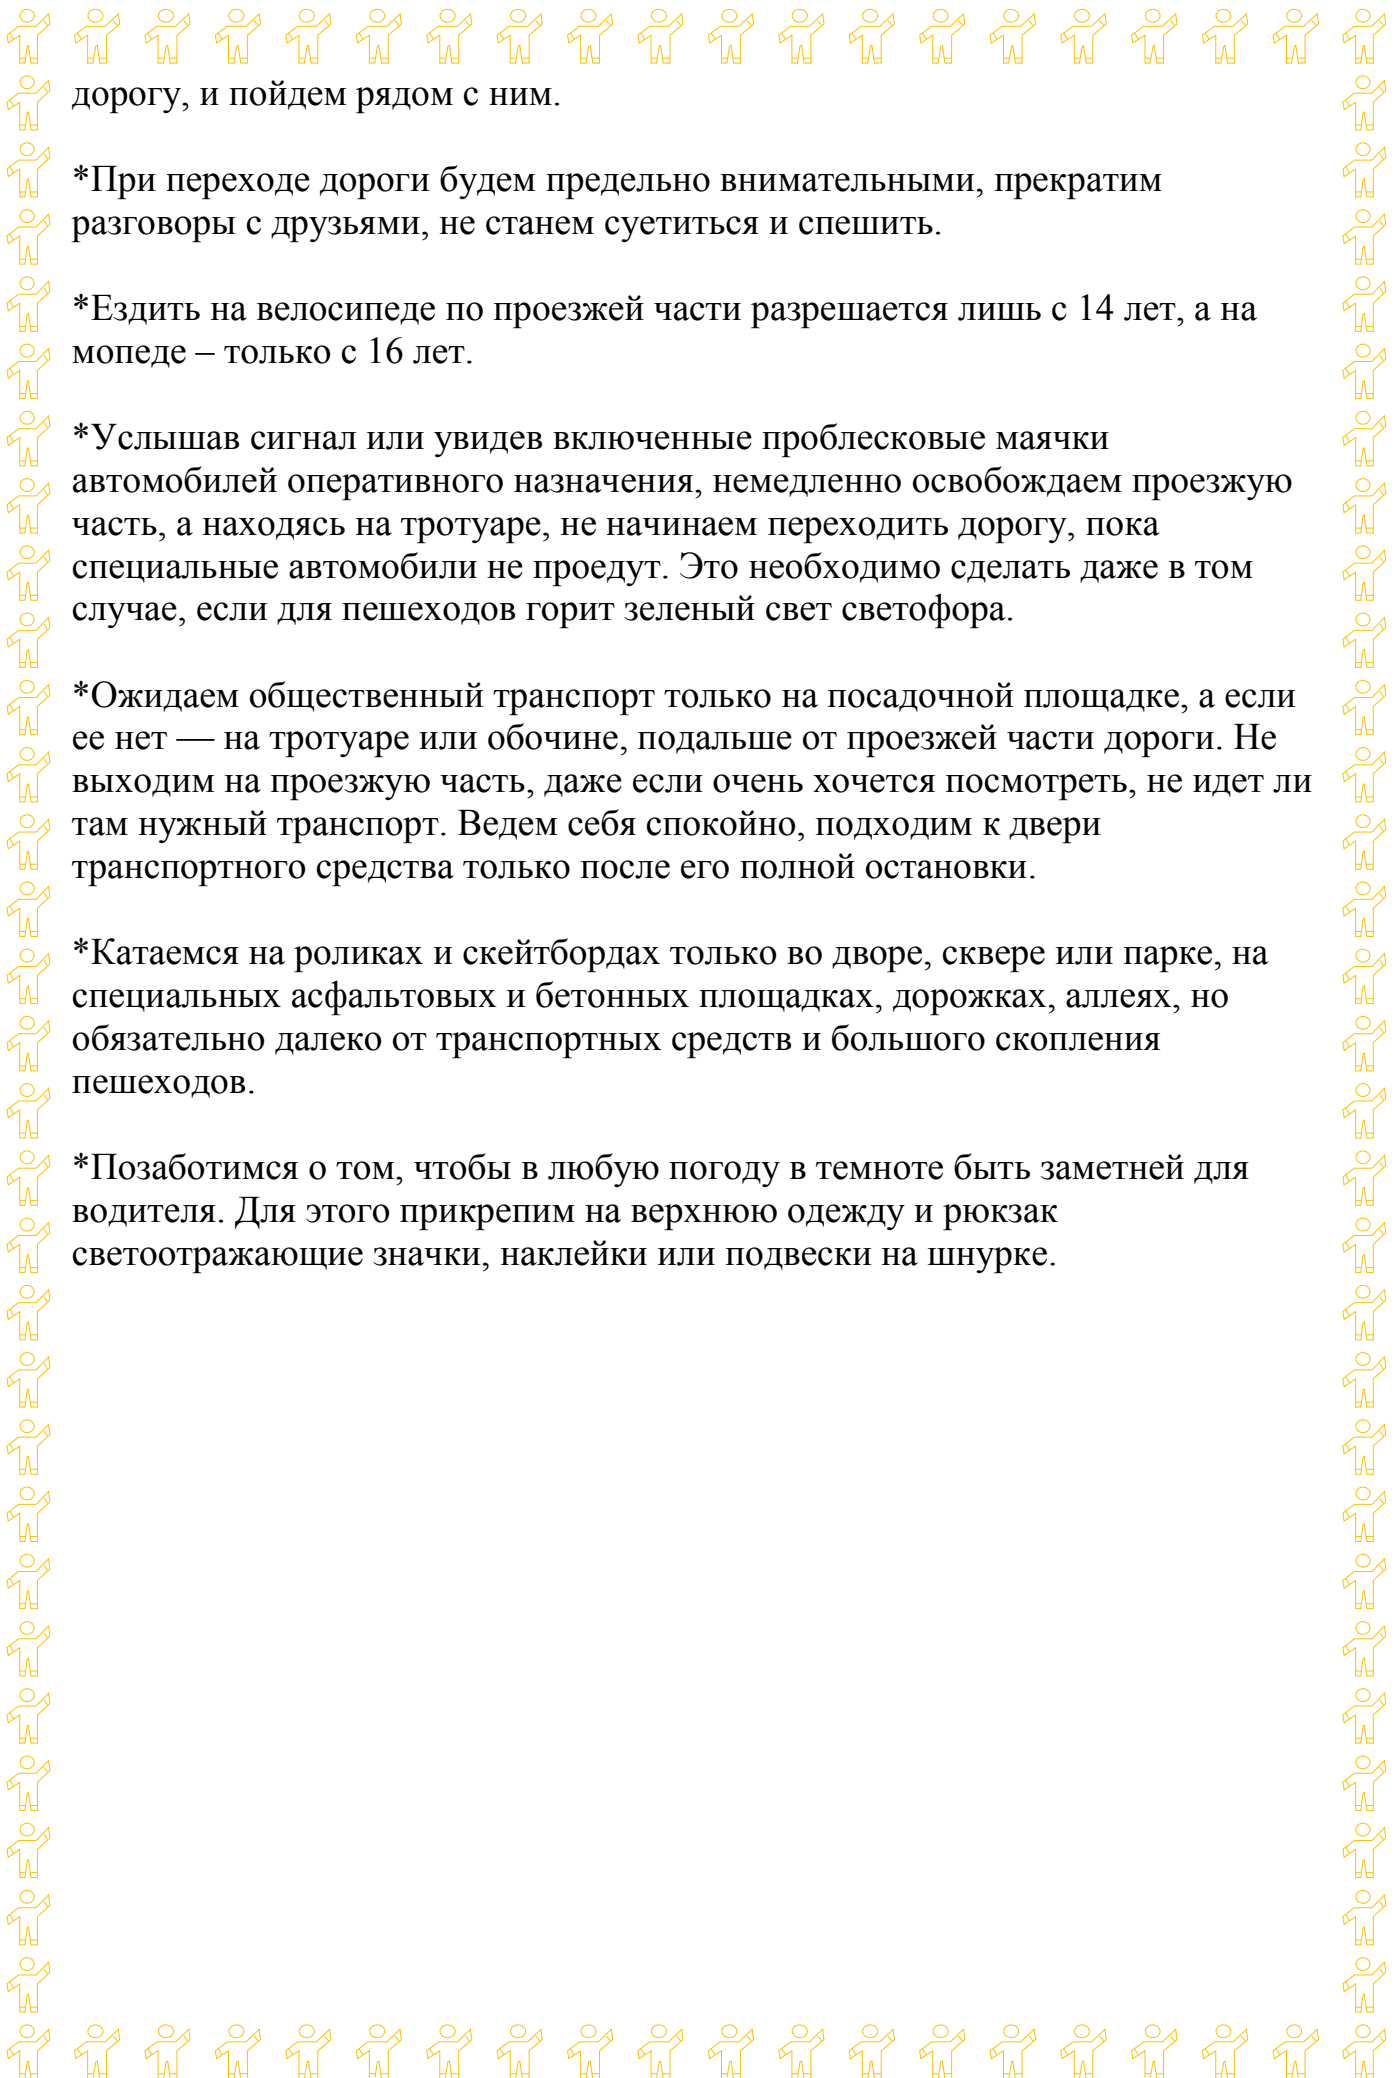 дорогу, и пойдем рядом с ним.
*При переходе дороги будем предельно внимательными, прекратим
разговоры с друзьями, не станем суетиться и спешить.
*Ездить на велосипеде по проезжей части разрешается лишь с 14 лет, а на
мопеде – только с 16 лет.
*Услышав сигнал или увидев включенные проблесковые маячки
автомобилей оперативного назначения, немедленно освобождаем проезжую
часть, а находясь на тротуаре, не начинаем переходить дорогу, пока
специальные автомобили не проедут. Это необходимо сделать даже в том
случае, если для пешеходов горит зеленый свет светофора.
*Ожидаем общественный транспорт только на посадочной площадке, а если
ее нет — на тротуаре или обочине, подальше от проезжей части дороги. Не
выходим на проезжую часть, даже если очень хочется посмотреть, не идет ли
там нужный транспорт. Ведем себя спокойно, подходим к двери
транспортного средства только после его полной остановки.
*Катаемся на роликах и скейтбордах только во дворе, сквере или парке, на
специальных асфальтовых и бетонных площадках, дорожках, аллеях, но
обязательно далеко от транспортных средств и большого скопления
пешеходов.
*Позаботимся о том, чтобы в любую погоду в темноте быть заметней для
водителя. Для этого прикрепим на верхнюю одежду и рюкзак
светоотражающие значки, наклейки или подвески на шнурке.